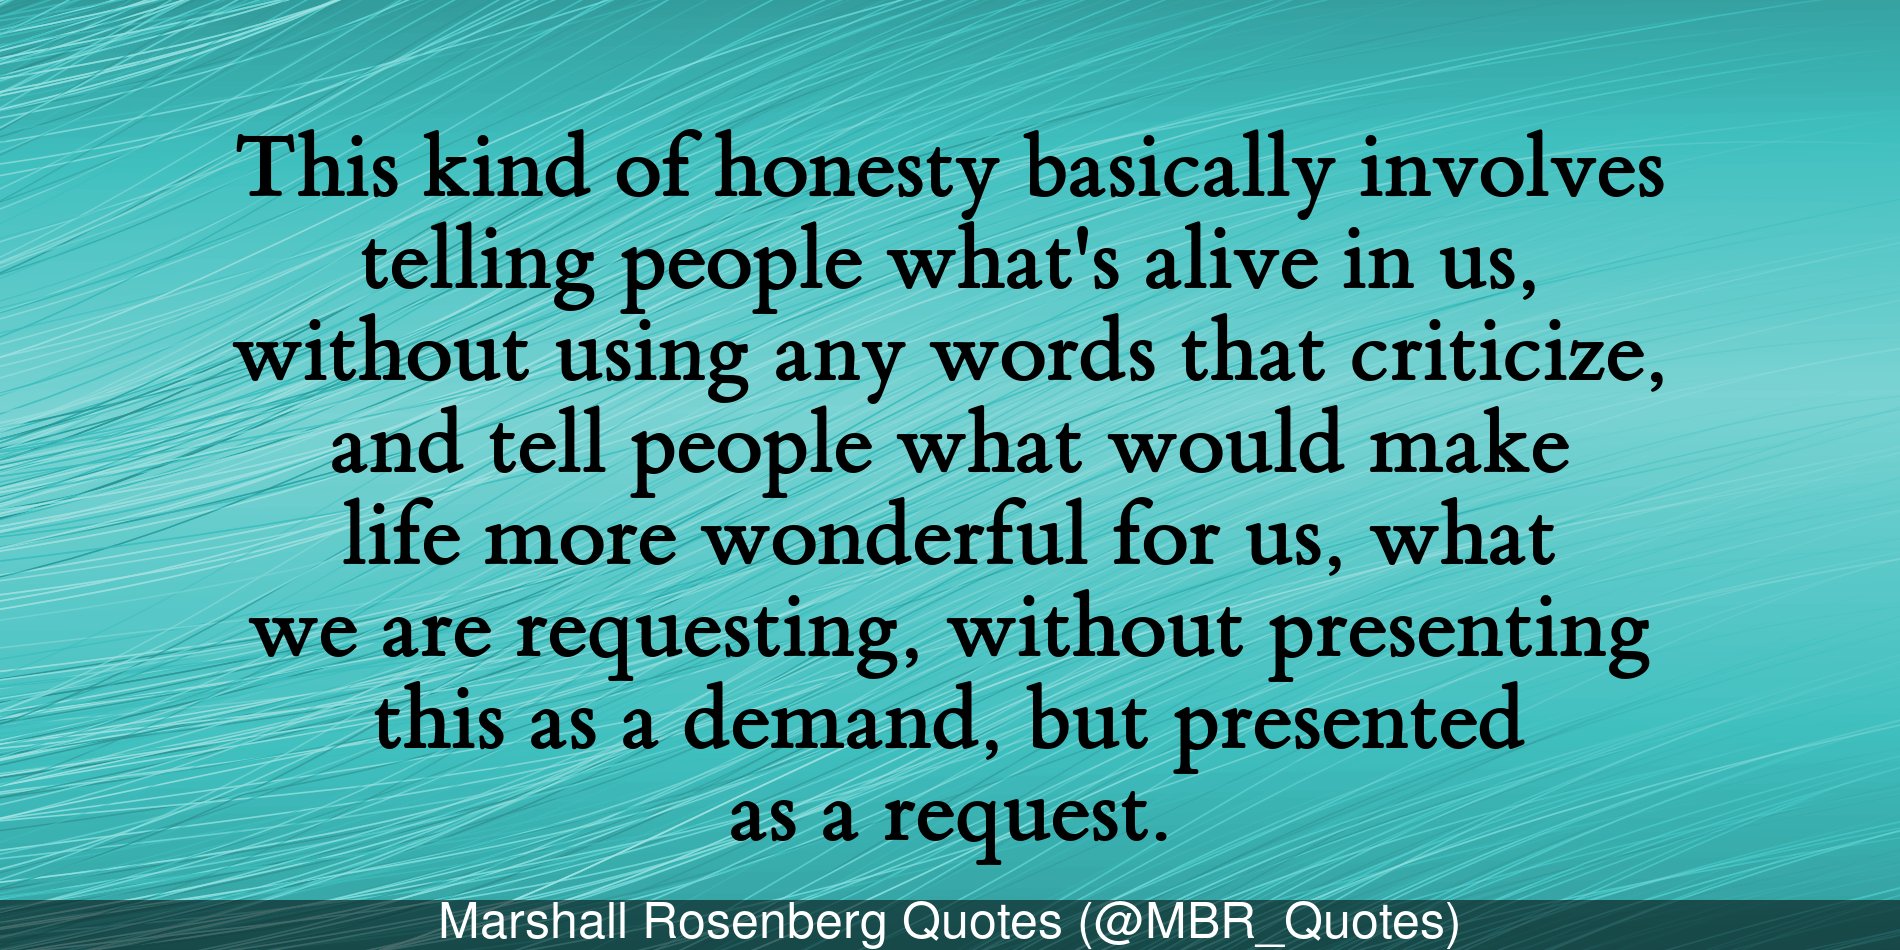 This kind of honesty basically involves
telling people what's alive in us,
without using any words that criticize,
and tell people what would make
life more wonderful for us, what
we are requesting, without presenting
this as a demand, but presented
as a request.
Marshall Rosenberg Quotes (@MBR_Quotes)